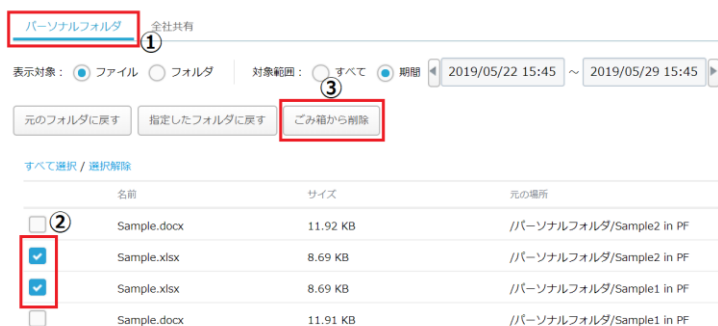 パーソナルフォルダ 全社共有
①
表示対象： ファイル フォルダ 対象範囲： すべて 期間 2019/05/22 15:45 ～ 2019/05/29 15:45
③
元のフォルダに戻す 指定したフォルダに戻す ごみ箱から削除
すべて選択 / 選択解除
名前 サイズ 元の場所
② Sample.docx 11.92 KB /パーソナルフォルダ/Sample2 in PF
Sample.xlsx 8.69 KB /パーソナルフォルダ/Sample2 in PF
Sample.xlsx 8.69 KB /パーソナルフォルダ/Sample1 in PF
Sample.docx 11.91 KB /パーソナルフォルダ/Sample1 in PF